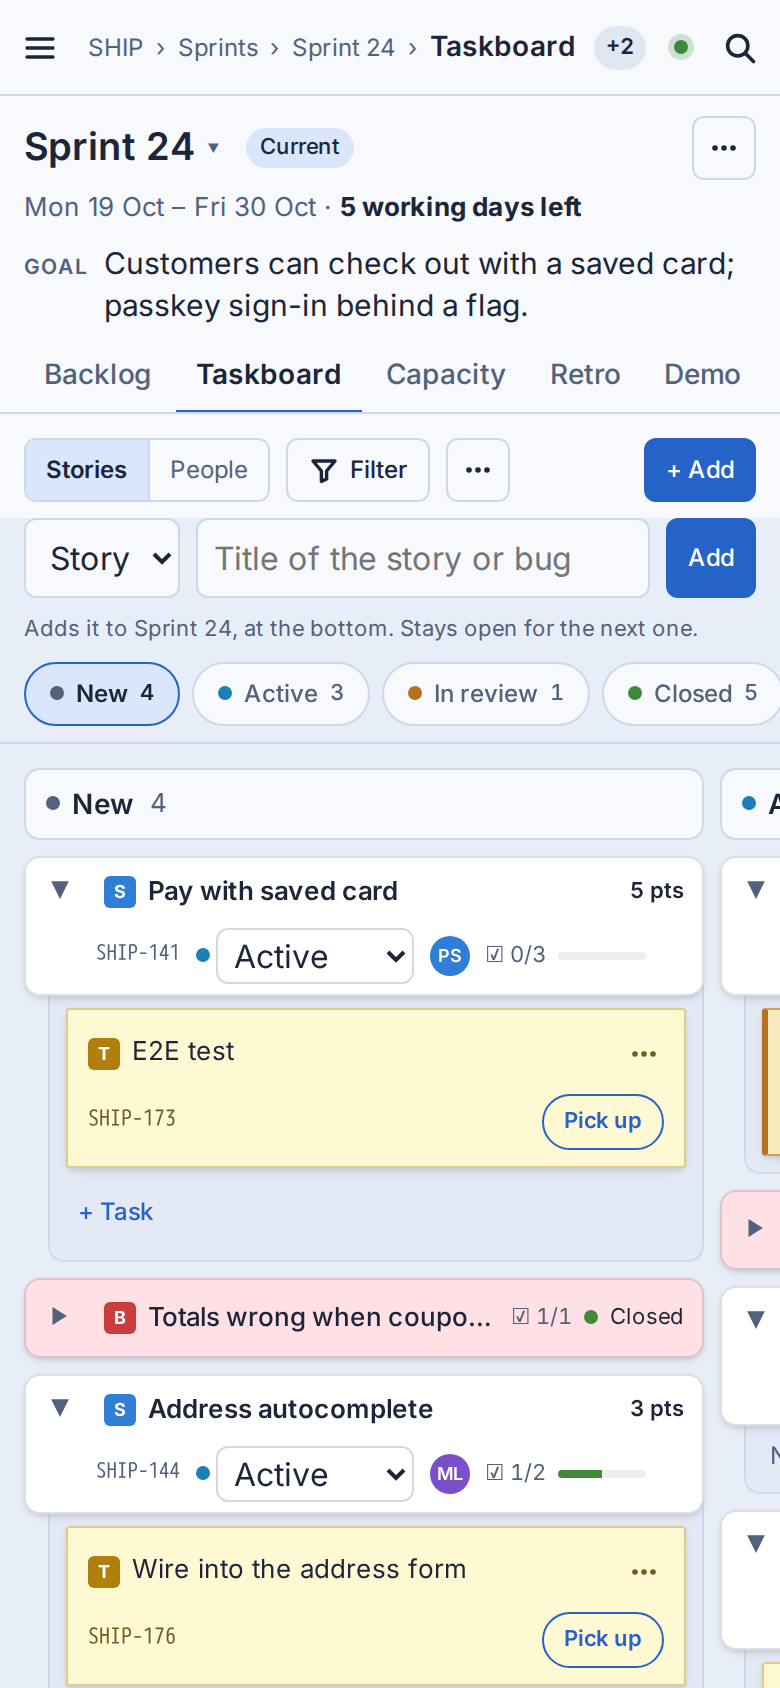 SHIP › Sprints › Sprint 24 › Taskboard +2
Sprint 24 ▾ Current
Mon 19 Oct – Fri 30 Oct · 5 working days left
GOAL Customers can check out with a saved card;
passkey sign-in behind a flag.
Backlog Taskboard Capacity Retro Demo
Stories People Filter ••• + Add
Story Title of the story or bug Add
Adds it to Sprint 24, at the bottom. Stays open for the next one.
New 4 Active 3 In review 1 Closed 5
New 4
S Pay with saved card 5 pts
SHIP-141 Active PS ☑ 0/3
T E2E test •••
SHIP-173 Pick up
+ Task
B Totals wrong when coupo... ☑ 1/1 Closed
S Address autocomplete 3 pts
SHIP-144 Active ML ☑ 1/2
T Wire into the address form •••
SHIP-176 Pick up